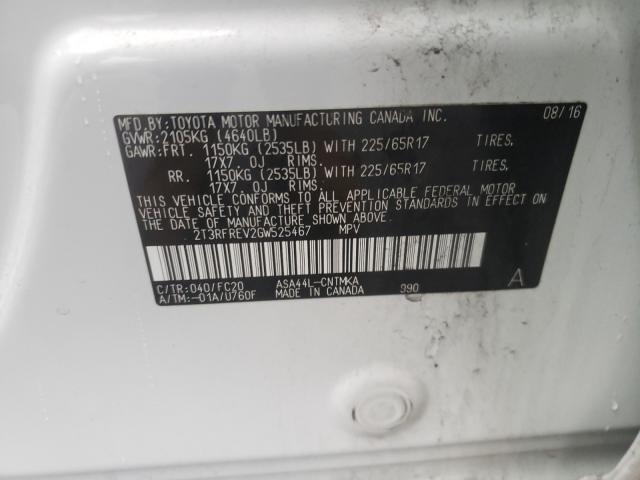 MFD.BY:TOYOTA MOTOR MANUFACTURING CANADA INC. 08/16
GVWR:2105KG (4640LB)
GAWR:FRT. 1150KG (2535LB) WITH 225/65R17 TIRES,
17X7.0J RIMS.
RR. 1150KG (2535LB) WITH 225/65R17 TIRES,
17X7.0J RIMS.
THIS VEHICLE CONFORMS TO ALL APPLICABLE FEDERAL MOTOR
VEHICLE SAFETY AND THEFT PREVENTION STANDARDS IN EFFECT ON
THE DATE OF MANUFACTURE SHOWN ABOVE.
2T3RFREV2GW525467 MPV
C/TR:040/FC20 ASA44L-CNTMKA 390
A/TM:-01A/U760F MADE IN CANADA A